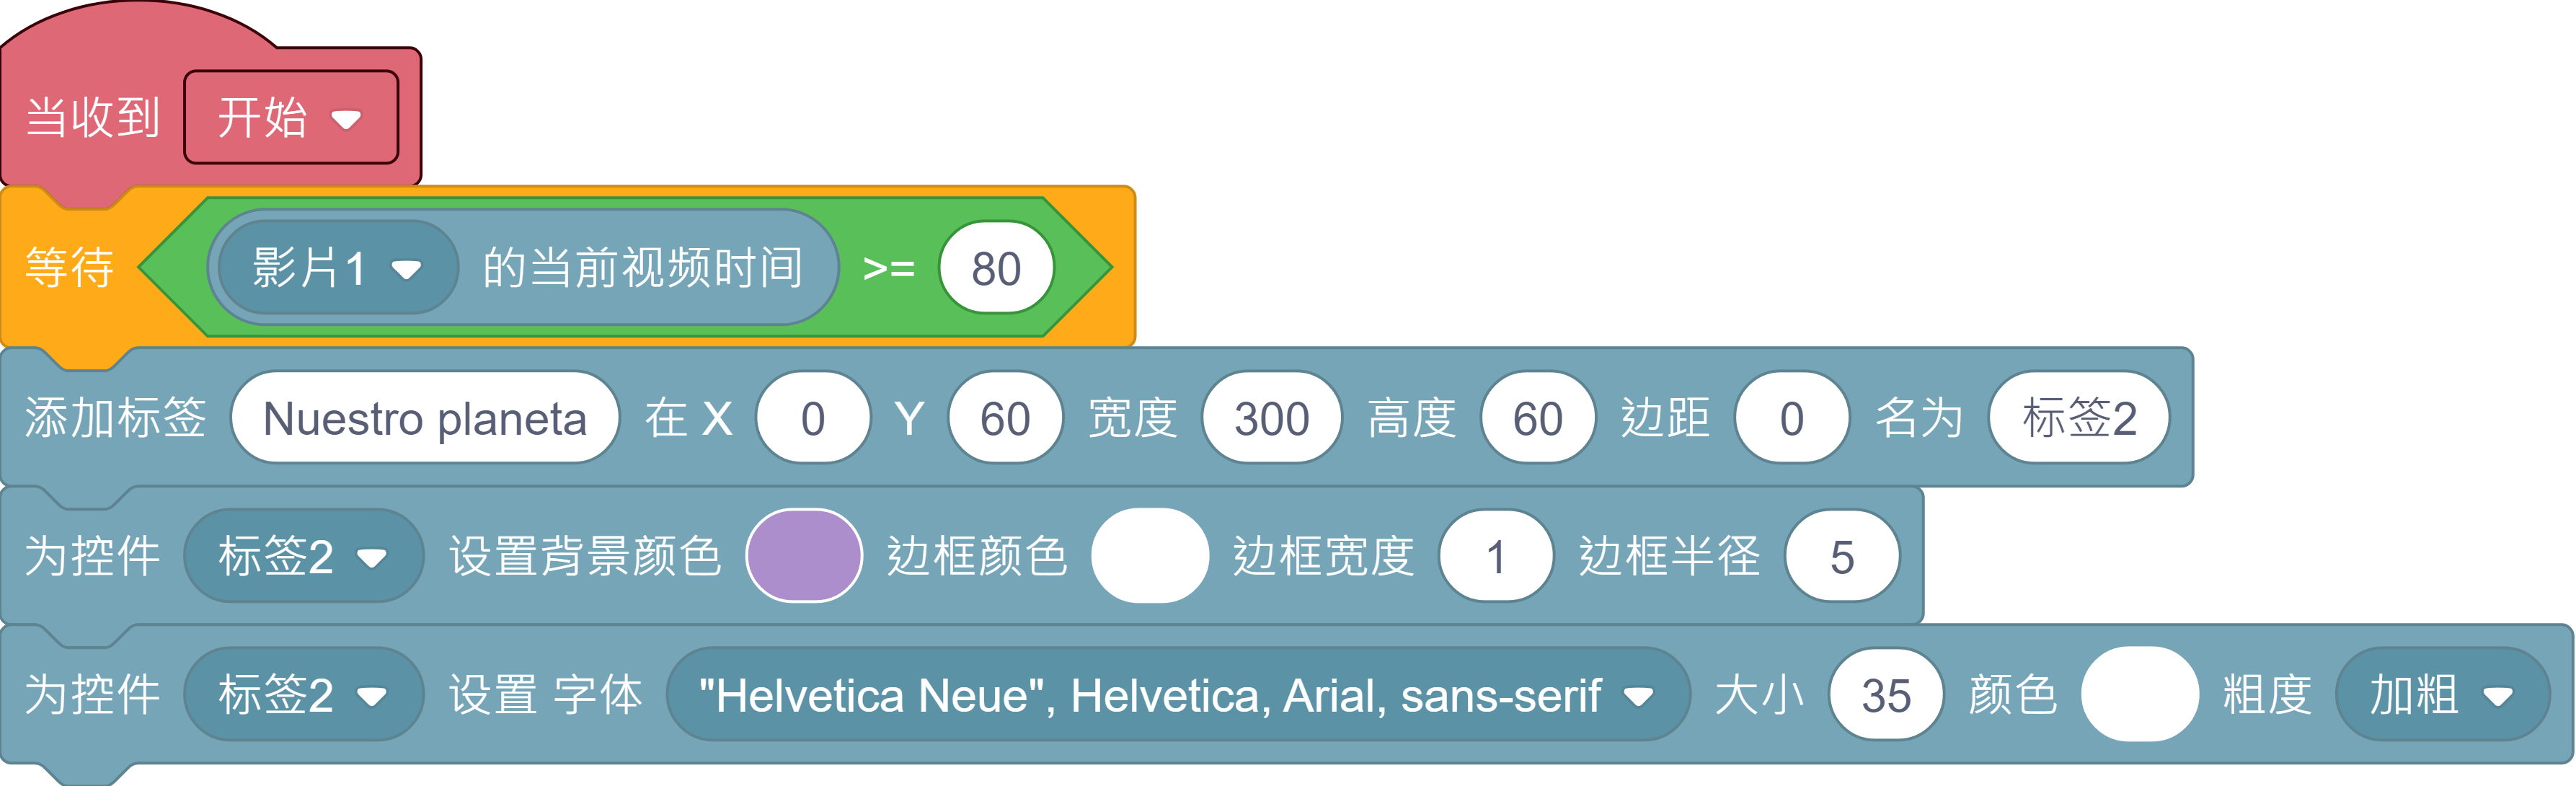 当收到 开始
等待 影片1 的当前视频时间 >= 80
添加标签 Nuestro planeta 在 X 0 Y 60 宽度 300 高度 60 边距 0 名为 标签2
为控件 标签2 设置背景颜色 边框颜色 边框宽度 1 边框半径 5
为控件 标签2 设置 字体 "Helvetica Neue", Helvetica, Arial, sans-serif 大小 35 颜色 粗度 加粗